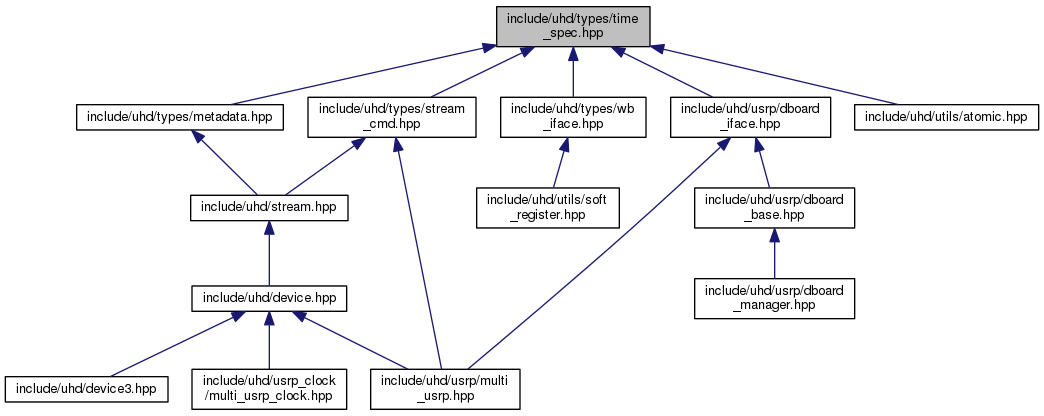 include/uhd/types/time
_spec.hpp
include/uhd/types/metadata.hpp
include/uhd/types/stream
_cmd.hpp
include/uhd/types/wb
_iface.hpp
include/uhd/usrp/dboard
_iface.hpp
include/uhd/utils/atomic.hpp
include/uhd/stream.hpp
include/uhd/utils/soft
_register.hpp
include/uhd/usrp/dboard
_base.hpp
include/uhd/device.hpp
include/uhd/usrp/dboard
_manager.hpp
include/uhd/device3.hpp
include/uhd/usrp_clock
/multi_usrp_clock.hpp
include/uhd/usrp/multi
_usrp.hpp